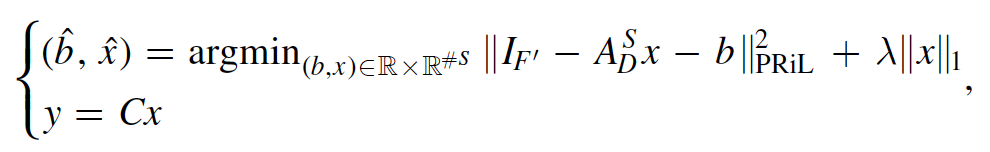 (b̂, x̂) = argmin_{(b,x)∈ℝ×ℝ^{#S}} ‖I_{F′} − A_D^S x − b‖²_{PRiL} + λ‖x‖₁
y = Cx ,